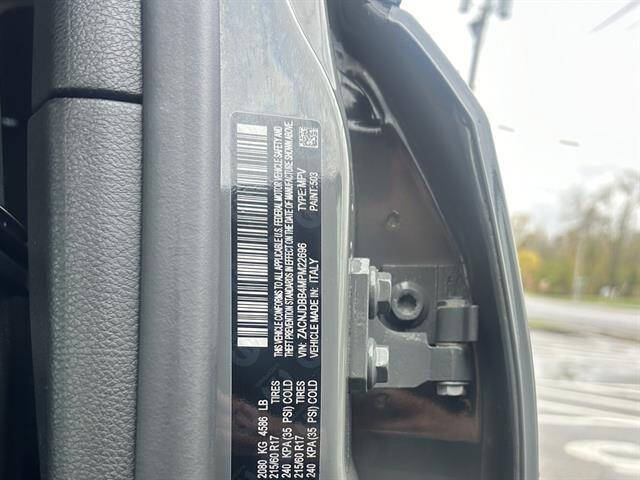 THIS VEHICLE CONFORMS TO ALL APPLICABLE U.S. FEDERAL MOTOR VEHICLE SAFETY AND
THEFT PREVENTION STANDARDS IN EFFECT ON THE DATE OF MANUFACTURE SHOWN ABOVE.
VIN: ZACNJDBB4MPM22696 TYPE: MPV
VEHICLE MADE IN: ITALY PAINT: 503
2080 KG 4586 LB
215/60 R17 TIRES
240 KPA(35 PSI) COLD
TIRES
215/60 R17
240 KPA(35 PSI) COLD